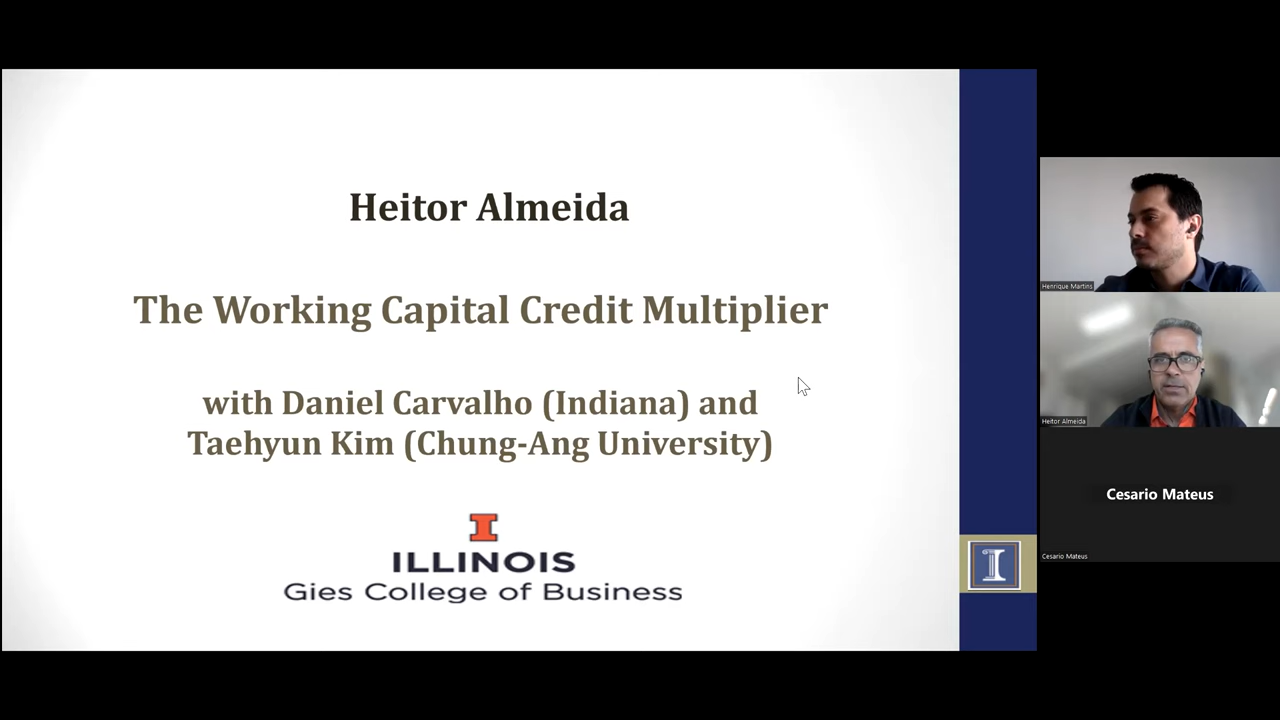 Heitor Almeida
The Working Capital Credit Multiplier
with Daniel Carvalho (Indiana) and
Taehyun Kim (Chung-Ang University)
I
ILLINOIS
Gies College of Business
I
Henrique Martins
Heitor Almeida
Cesario Mateus
Cesario Mateus